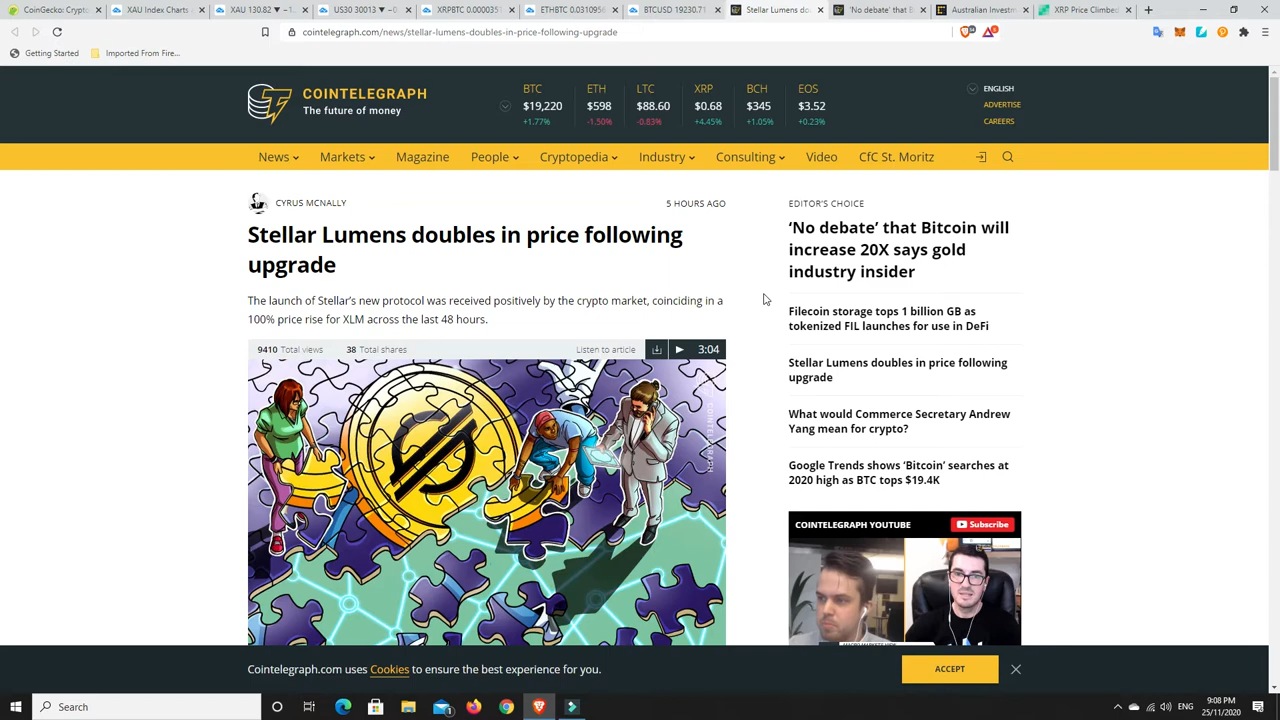 CoinGecko: Crypto
XAU Index Charts
XAU 130.82 ▼ −1.
US30 30013 ▼ −0.
XRPBTC 0.0000351
ETHBTC 0.0310956
BTCUSD 19230.71
Stellar Lumens do
'No debate' that B
Australian Investm
XRP Price Climbed
cointelegraph.com/news/stellar-lumens-doubles-in-price-following-upgrade
Getting Started
Imported From Fire...
COINTELEGRAPH
The future of money
BTC
$19,220
+1.77%
ETH
$598
-1.50%
LTC
$88.60
-0.83%
XRP
$0.68
+4.45%
BCH
$345
+1.05%
EOS
$3.52
+0.23%
ENGLISH
ADVERTISE
CAREERS
News
Markets
Magazine
People
Cryptopedia
Industry
Consulting
Video
CfC St. Moritz
CYRUS MCNALLY
5 HOURS AGO
Stellar Lumens doubles in price following
upgrade
The launch of Stellar's new protocol was received positively by the crypto market, coinciding in a
100% price rise for XLM across the last 48 hours.
9410 Total views
38 Total shares
Listen to article
3:04
COINTELEGRAPH
EDITOR'S CHOICE
'No debate' that Bitcoin will
increase 20X says gold
industry insider
Filecoin storage tops 1 billion GB as
tokenized FIL launches for use in DeFi
Stellar Lumens doubles in price following
upgrade
What would Commerce Secretary Andrew
Yang mean for crypto?
Google Trends shows 'Bitcoin' searches at
2020 high as BTC tops $19.4K
COINTELEGRAPH YOUTUBE
Subscribe
Cointelegraph.com uses Cookies to ensure the best experience for you.
ACCEPT
Search
ENG
9:08 PM
25/11/2020